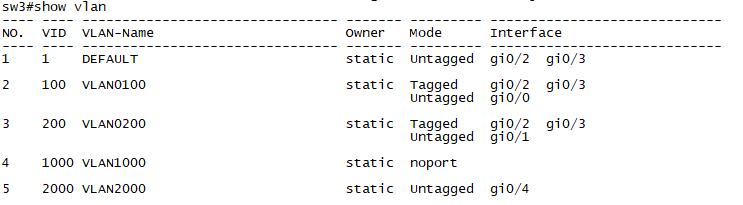 sw3#show vlan
---- ---- -------------------------------- ------- --------- -----------------------------
NO.  VID  VLAN-Name                        Owner   Mode      Interface
---- ---- -------------------------------- ------- --------- -----------------------------
1    1    DEFAULT                          static  Untagged  gi0/2  gi0/3
2    100  VLAN0100                         static  Tagged    gi0/2  gi0/3
                                                   Untagged  gi0/0
3    200  VLAN0200                         static  Tagged    gi0/2  gi0/3
                                                   Untagged  gi0/1
4    1000 VLAN1000                         static  noport
5    2000 VLAN2000                         static  Untagged  gi0/4